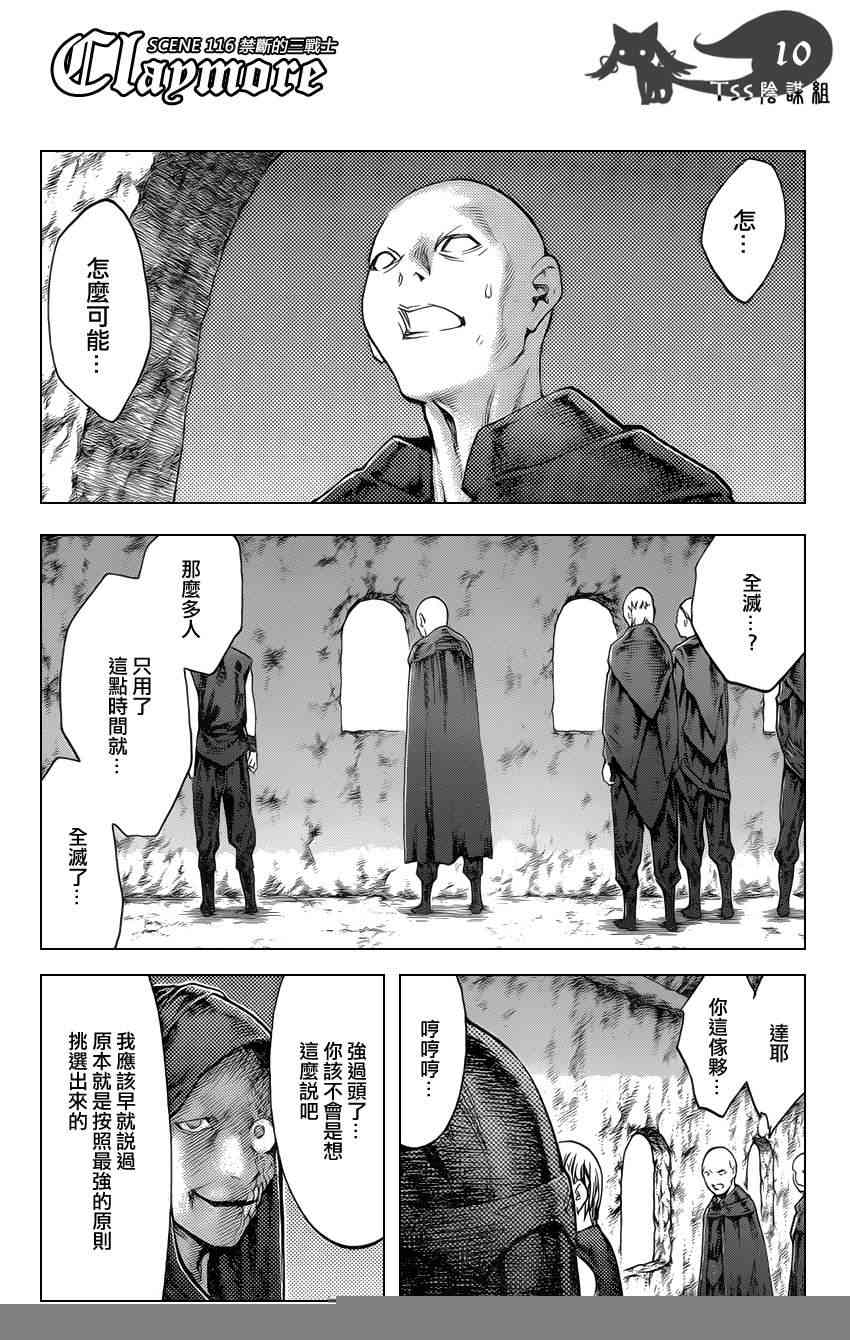 SCENE 116 禁斷的三戰士
Claymore
10
Tss陰謀組
怎…
怎麼可能…
全滅…?
那麼多人
只用了
這點時間就…
全滅了…
達耶
你這傢夥…
哼哼哼…
強過頭了…
你該不會是想
這麼説吧
我應該早就説過
原本就是按照最強的原則
挑選出來的